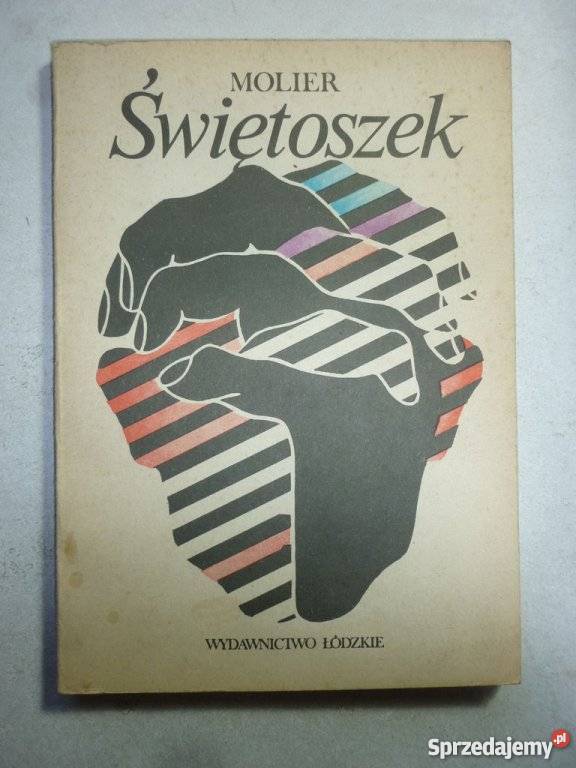 MOLIER
Świętoszek
WYDAWNICTWO ŁÓDZKIE
Sprzedajemy.pl